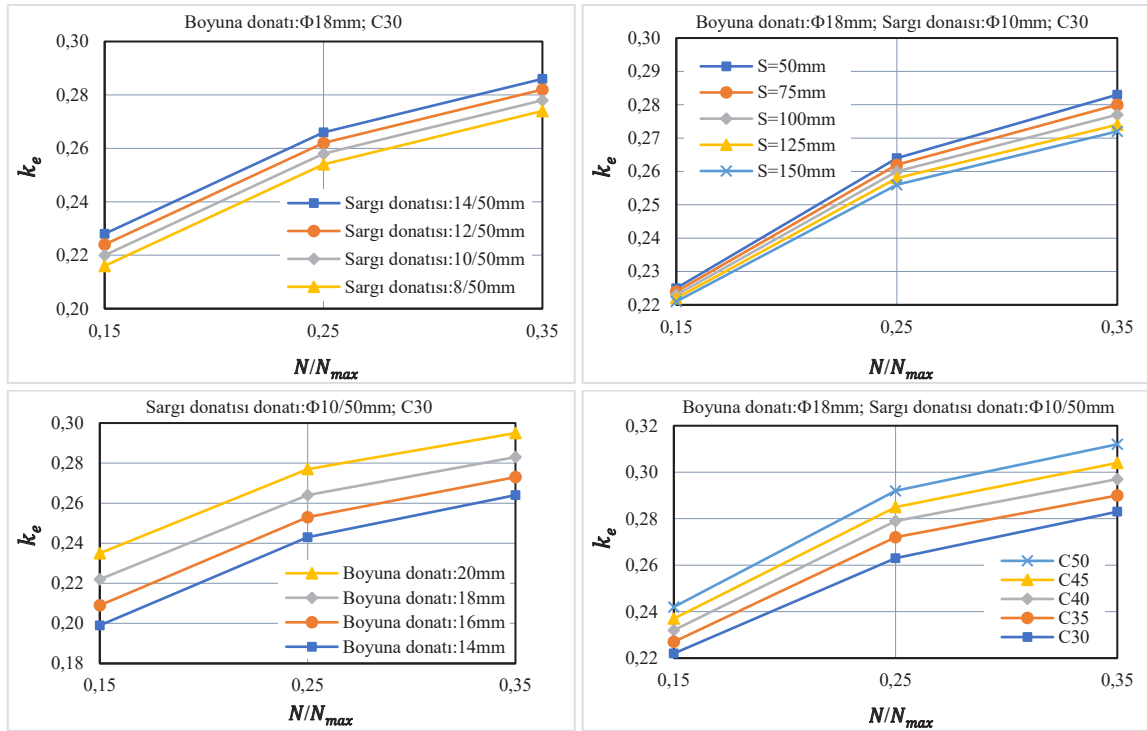 Boyuna donatı:Φ18mm; C30
0,30
0,28
0,26
0,24
0,22
0,20
k_e
Sargı donatısı:14/50mm
Sargı donatısı:12/50mm
Sargı donatısı:10/50mm
Sargı donatısı:8/50mm
0,15 0,25 0,35
N/N_max
Boyuna donatı:Φ18mm; Sargı donaısı:Φ10mm; C30
0,30
0,29
0,28
0,27
0,26
0,25
0,24
0,23
0,22
k_e
S=50mm
S=75mm
S=100mm
S=125mm
S=150mm
0,15 0,25 0,35
N/N_max
Sargı donatısı donatı:Φ10/50mm; C30
0,30
0,28
0,26
0,24
0,22
0,20
0,18
k_e
Boyuna donatı:20mm
Boyuna donatı:18mm
Boyuna donatı:16mm
Boyuna donatı:14mm
0,15 0,25 0,35
N/N_max
Boyuna donatı:Φ18mm; Sargı donatısı donatı:Φ10/50mm
0,32
0,30
0,28
0,26
0,24
0,22
k_e
C50
C45
C40
C35
C30
0,15 0,25 0,35
N/N_max